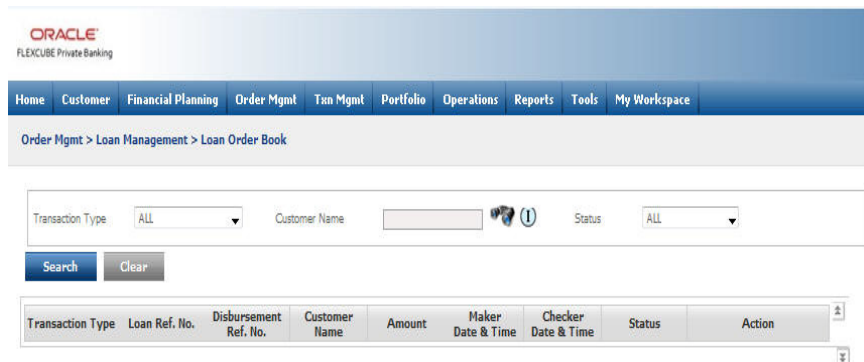 ORACLE
FLEXCUBE Private Banking
Home Customer Financial Planning Order Mgmt Txn Mgmt Portfolio Operations Reports Tools My Workspace
Order Mgmt > Loan Management > Loan Order Book
Transaction Type ALL Customer Name (I) Status ALL
Search Clear
Transaction Type Loan Ref. No. Disbursement Ref. No. Customer Name Amount Maker Date & Time Checker Date & Time Status Action